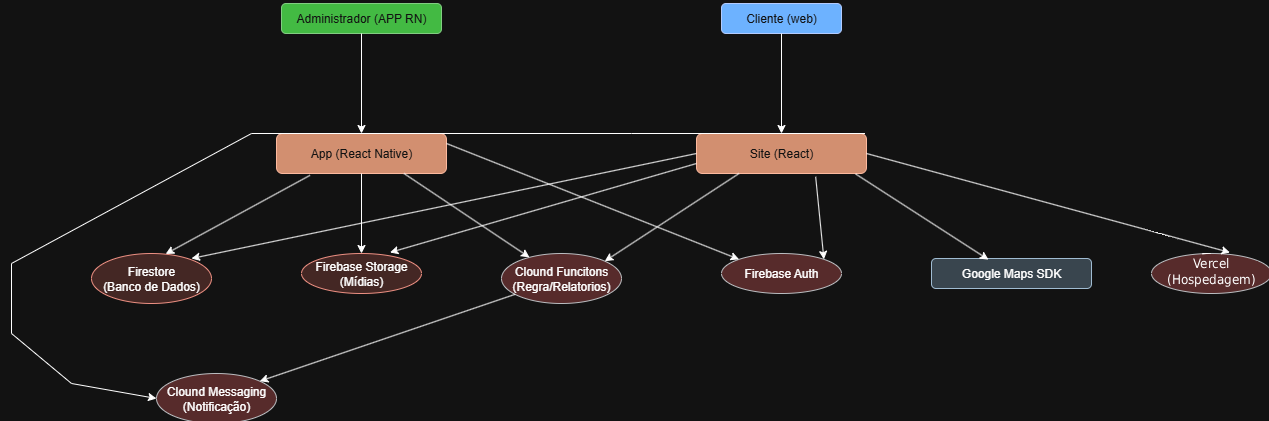 Administrador (APP RN)
Cliente (web)
App (React Native)
Site (React)
Firestore
(Banco de Dados)
Firebase Storage
(Mídias)
Clound Funcitons
(Regra/Relatorios)
Firebase Auth
Google Maps SDK
Vercel
(Hospedagem)
Clound Messaging
(Notificação)